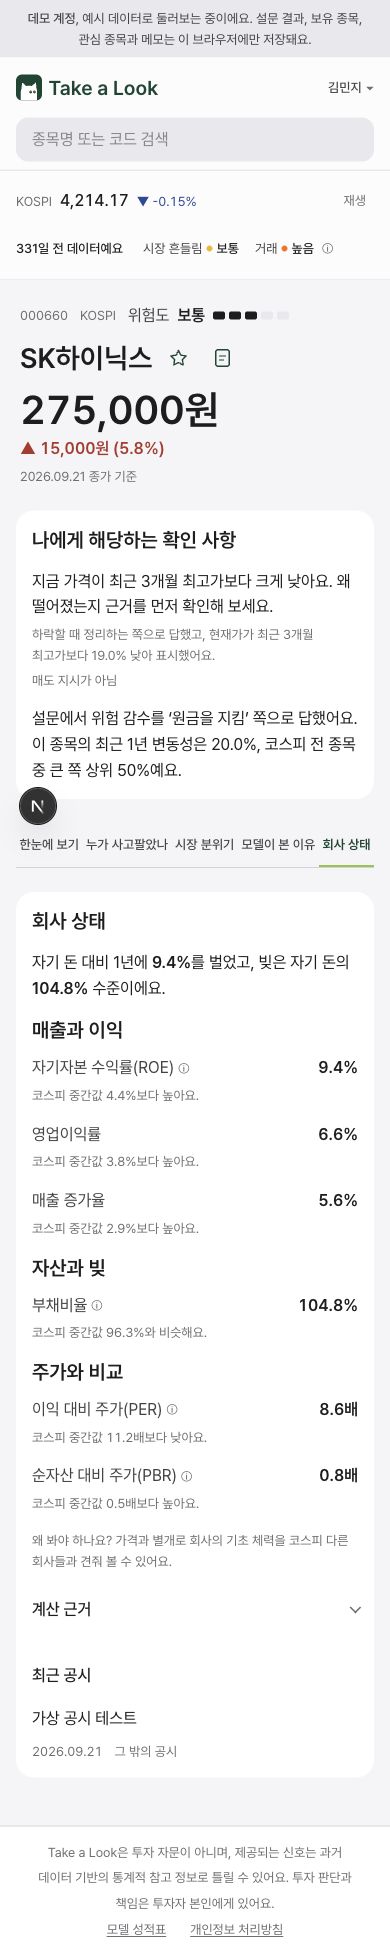 데모 계정, 예시 데이터로 둘러보는 중이에요. 설문 결과, 보유 종목,
관심 종목과 메모는 이 브라우저에만 저장돼요.
Take a Look
김민지
종목명 또는 코드 검색
KOSPI 4,214.17 ▼ -0.15% 재생
331일 전 데이터예요 시장 흔들림 보통 거래 높음 ⓘ
000660 KOSPI 위험도 보통
SK하이닉스
275,000원
▲ 15,000원 (5.8%)
2026.09.21 종가 기준
나에게 해당하는 확인 사항
지금 가격이 최근 3개월 최고가보다 크게 낮아요. 왜
떨어졌는지 근거를 먼저 확인해 보세요.
하락할 때 정리하는 쪽으로 답했고, 현재가가 최근 3개월
최고가보다 19.0% 낮아 표시했어요.
매도 지시가 아님
설문에서 위험 감수를 ‘원금을 지킴’ 쪽으로 답했어요.
이 종목의 최근 1년 변동성은 20.0%, 코스피 전 종목
중 큰 쪽 상위 50%예요.
N
한눈에 보기 누가 사고팔았나 시장 분위기 모델이 본 이유 회사 상태
회사 상태
자기 돈 대비 1년에 9.4%를 벌었고, 빚은 자기 돈의
104.8% 수준이에요.
매출과 이익
자기자본 수익률(ROE) ⓘ 9.4%
코스피 중간값 4.4%보다 높아요.
영업이익률 6.6%
코스피 중간값 3.8%보다 높아요.
매출 증가율 5.6%
코스피 중간값 2.9%보다 높아요.
자산과 빚
부채비율 ⓘ 104.8%
코스피 중간값 96.3%와 비슷해요.
주가와 비교
이익 대비 주가(PER) ⓘ 8.6배
코스피 중간값 11.2배보다 낮아요.
순자산 대비 주가(PBR) ⓘ 0.8배
코스피 중간값 0.5배보다 높아요.
왜 봐야 하나요? 가격과 별개로 회사의 기초 체력을 코스피 다른
회사들과 견줘 볼 수 있어요.
계산 근거
최근 공시
가상 공시 테스트
2026.09.21 그 밖의 공시
Take a Look은 투자 자문이 아니며, 제공되는 신호는 과거
데이터 기반의 통계적 참고 정보로 틀릴 수 있어요. 투자 판단과
책임은 투자자 본인에게 있어요.
모델 성적표 개인정보 처리방침